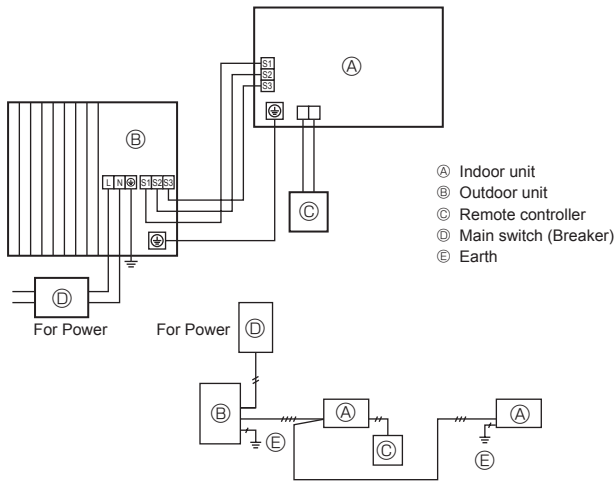 S1
S2
S3
Ⓐ
Ⓑ
L N S1 S2 S3
Ⓒ
Ⓓ
For Power
Ⓐ Indoor unit
Ⓑ Outdoor unit
Ⓒ Remote controller
Ⓓ Main switch (Breaker)
Ⓔ Earth
For Power Ⓓ
Ⓑ
Ⓔ
Ⓐ
Ⓒ
Ⓐ
Ⓔ